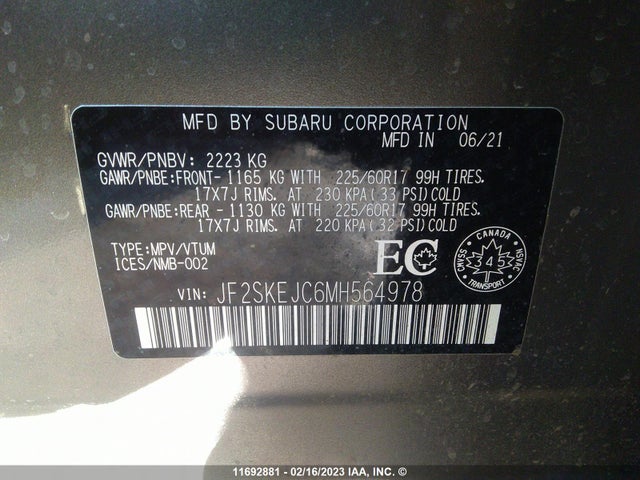 MFD BY SUBARU CORPORATION
MFD IN 06/21
GVWR/PNBV: 2223 KG
GAWR/PNBE:FRONT- 1165 KG WITH 225/60R17 99H TIRES.
17X7J RIMS. AT 230 KPA(33 PSI)COLD
GAWR/PNBE:REAR - 1130 KG WITH 225/60R17 99H TIRES.
17X7J RIMS. AT 220 KPA(32 PSI)COLD
TYPE:MPV/VTUM
ICES/NMB-002
EC
CANADA
CMVSS
345
NSVAC
TRANSPORT
VIN: JF2SKEJC6MH564978
11692881 - 02/16/2023 IAA, INC. ©